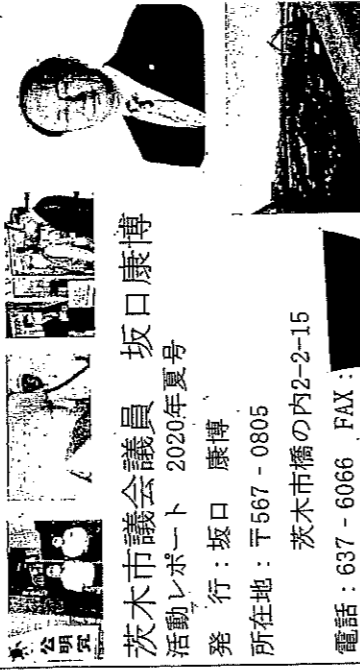 公明党
茨木市議会議員 坂口康博
活動レポート 2020年夏号
発 行：坂口 康博
所在地：〒567-0805
茨木市橋の内2-2-15
電話：637-6066 FAX：